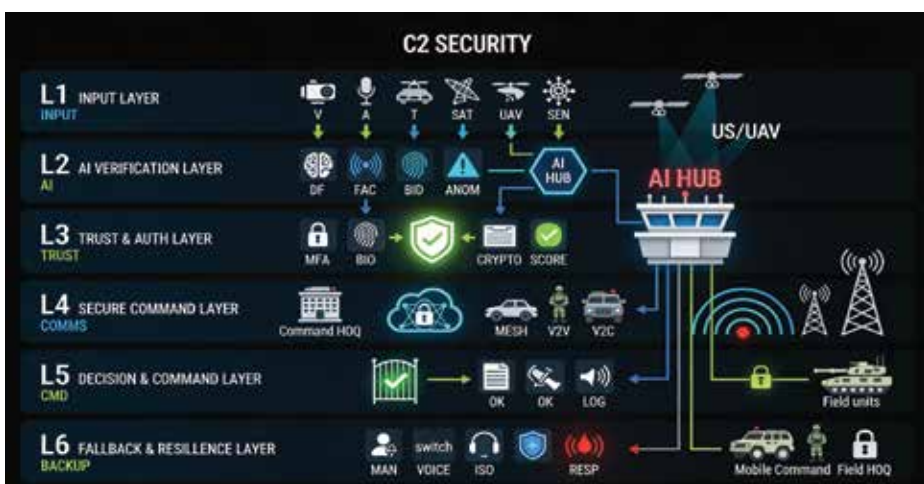 C2 SECURITY
L1 INPUT LAYER
INPUT
V A T SAT UAV SEN
US/UAV
L2 AI VERIFICATION LAYER
AI
DF FAC BID ANOM
AI
HUB
AI HUB
L3 TRUST & AUTH LAYER
TRUST
MFA BIO CRYPTO SCORE
L4 SECURE COMMAND LAYER
COMMS
Command HOQ MESH V2V V2C
L5 DECISION & COMMAND LAYER
CMD
OK OK LOG
Field units
L6 FALLBACK & RESILLENCE LAYER
BACKUP
switch
MAN VOICE ISO RESP
Mobile Command Field HOQ